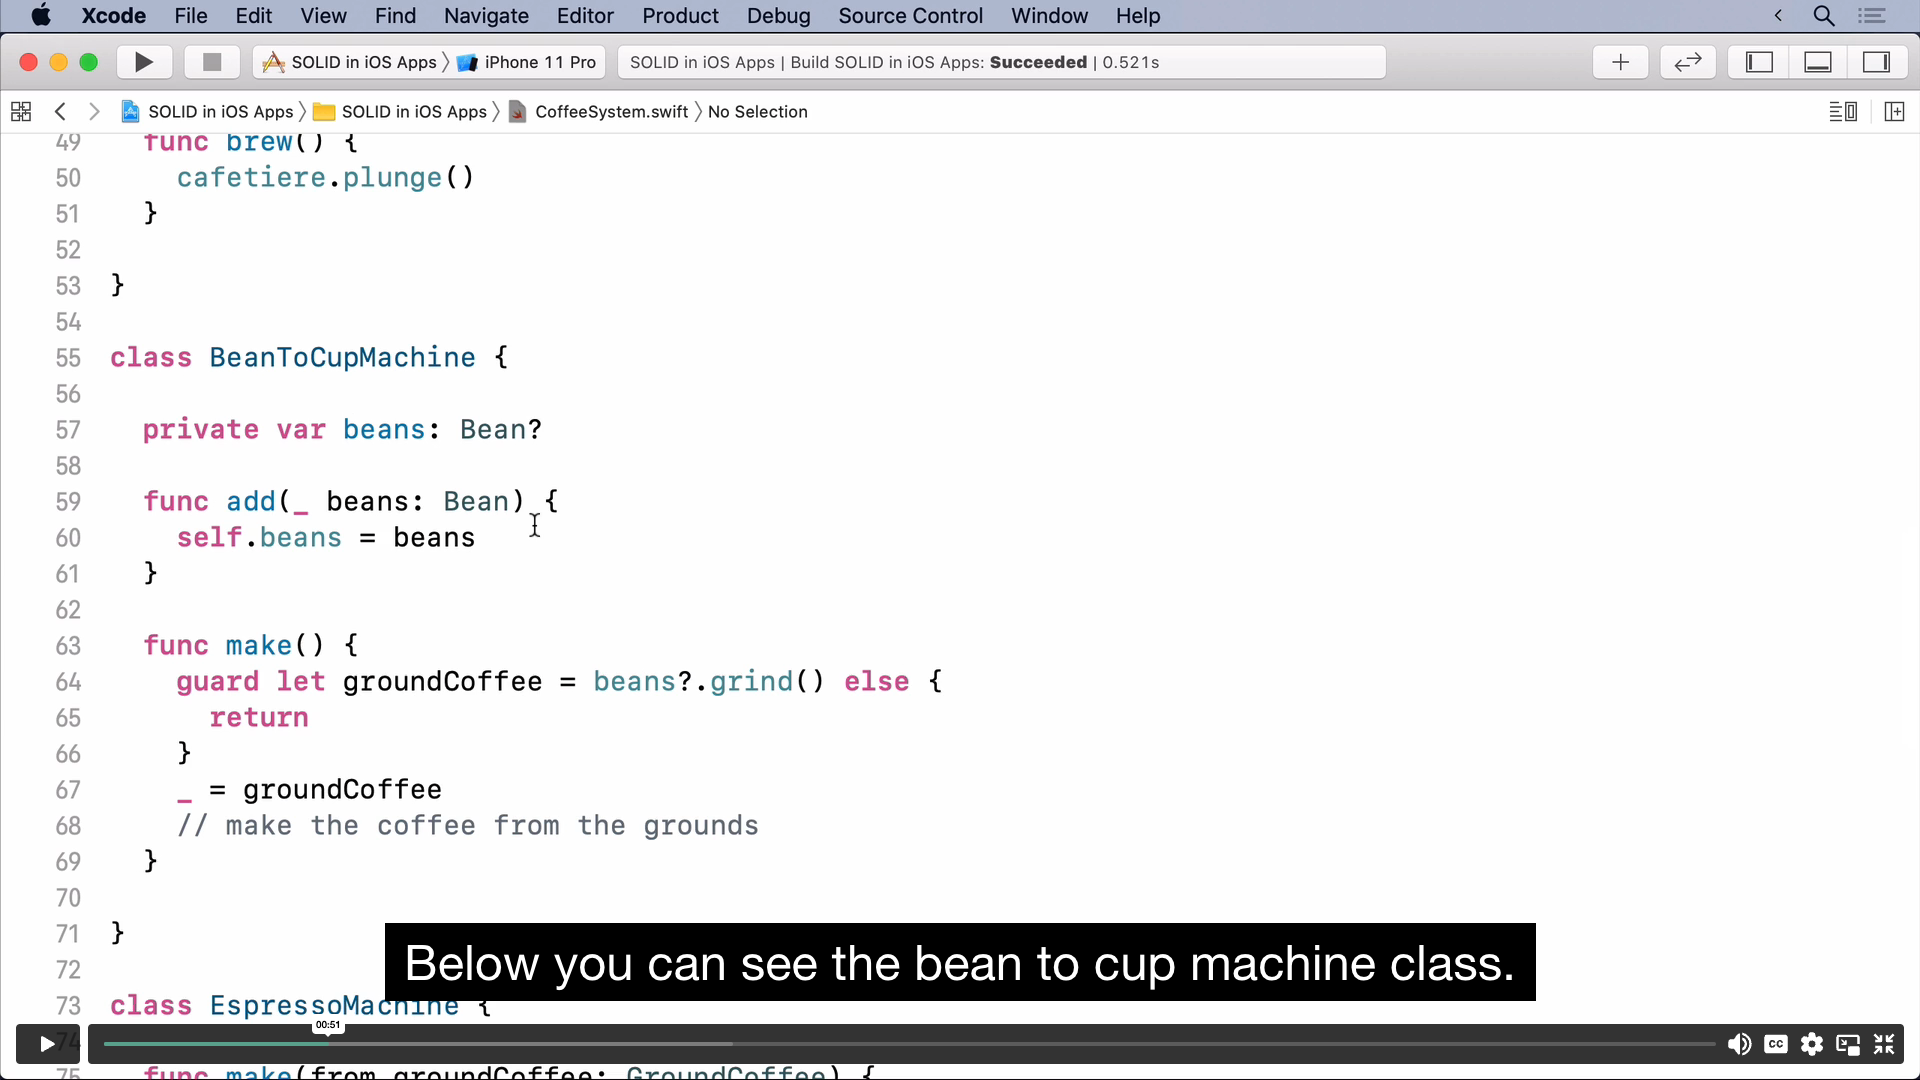 Xcode File Edit View Find Navigate Editor Product Debug Source Control Window Help
SOLID in iOS Apps iPhone 11 Pro SOLID in iOS Apps | Build SOLID in iOS Apps: Succeeded | 0.521s
SOLID in iOS Apps SOLID in iOS Apps CoffeeSystem.swift No Selection
49 func brew() {
50 cafetiere.plunge()
51 }
52
53 }
54
55 class BeanToCupMachine {
56
57 private var beans: Bean?
58
59 func add(_ beans: Bean) {
60 self.beans = beans
61 }
62
63 func make() {
64 guard let groundCoffee = beans?.grind() else {
65 return
66 }
67 _ = groundCoffee
68 // make the coffee from the grounds
69 }
70
71 }
Below you can see the bean to cup machine class.
72
73 class EspressoMachine {
00:51
74
CC
75 func make(from groundCoffee: GroundCoffee) {